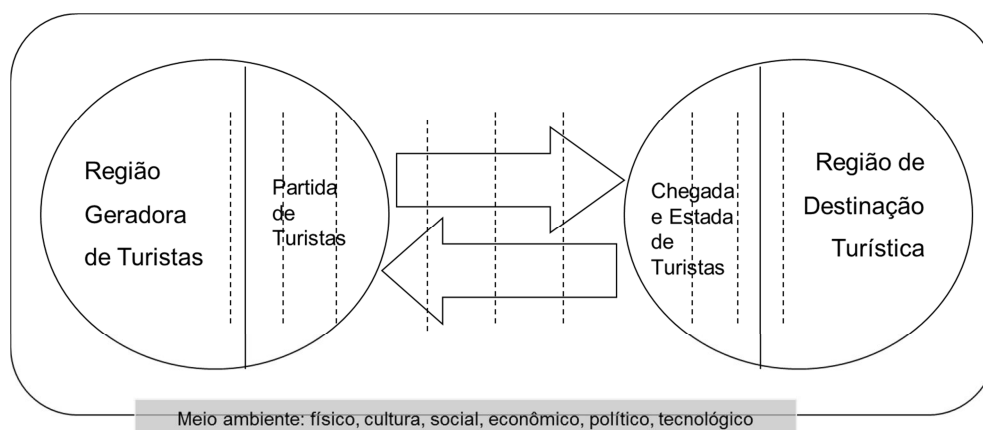 Região
Geradora
de Turistas
Partida
de
Turistas
Chegada
e Estada
de
Turistas
Região de
Destinação
Turística
Meio ambiente: físico, cultura, social, econômico, político, tecnológico